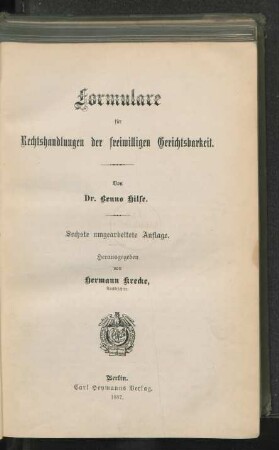 Formulare
für
Rechtshandlungen der freiwilligen Gerichtsbarkeit.
Von
Dr. Benno Hilse.
Sechste umgearbeitete Auflage.
Herausgegeben
von
Hermann Krecke,
Berlin.
Carl Heymanns Verlag.